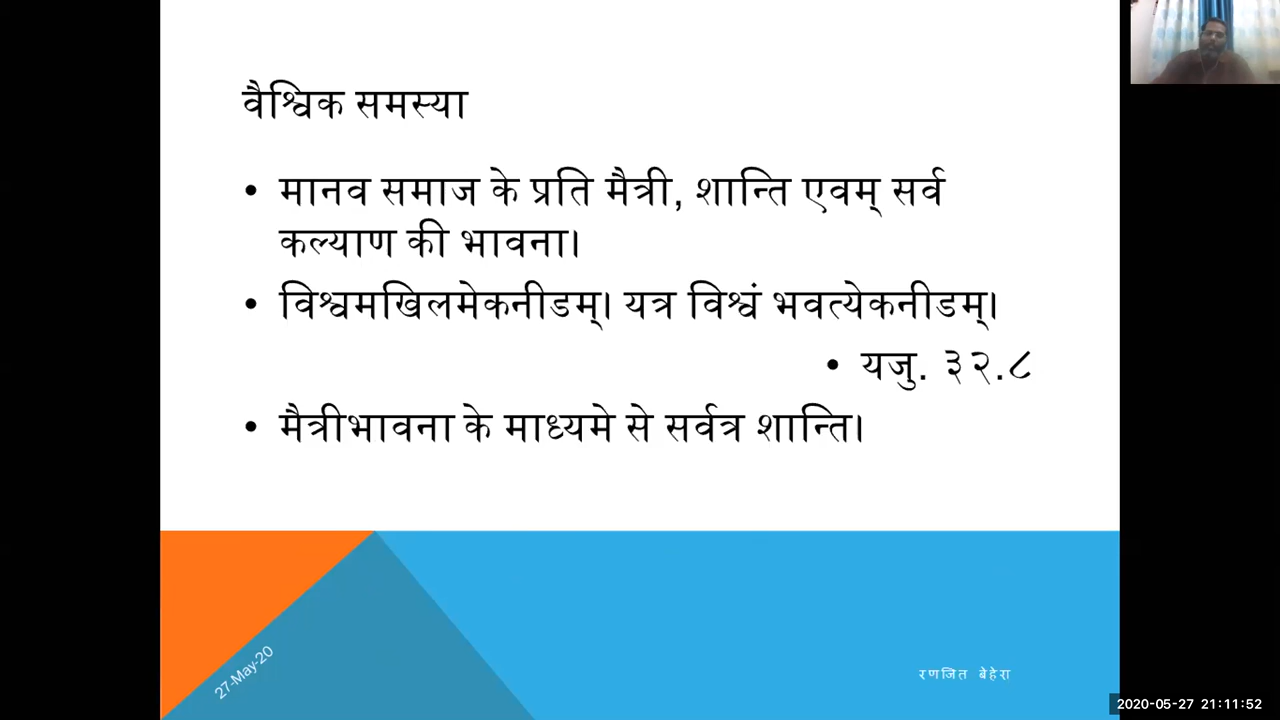 वैश्विक समस्या
• मानव समाज के प्रति मैत्री, शान्ति एवम् सर्व
कल्याण की भावना।
• विश्वमखिलमेकनीडम्। यत्र विश्वं भवत्येकनीडम्।
• यजु. ३२.८
• मैत्रीभावना के माध्यमे से सर्वत्र शान्ति।
27-May-20
रणजित बेहेरा
2020-05-27 21:11:52